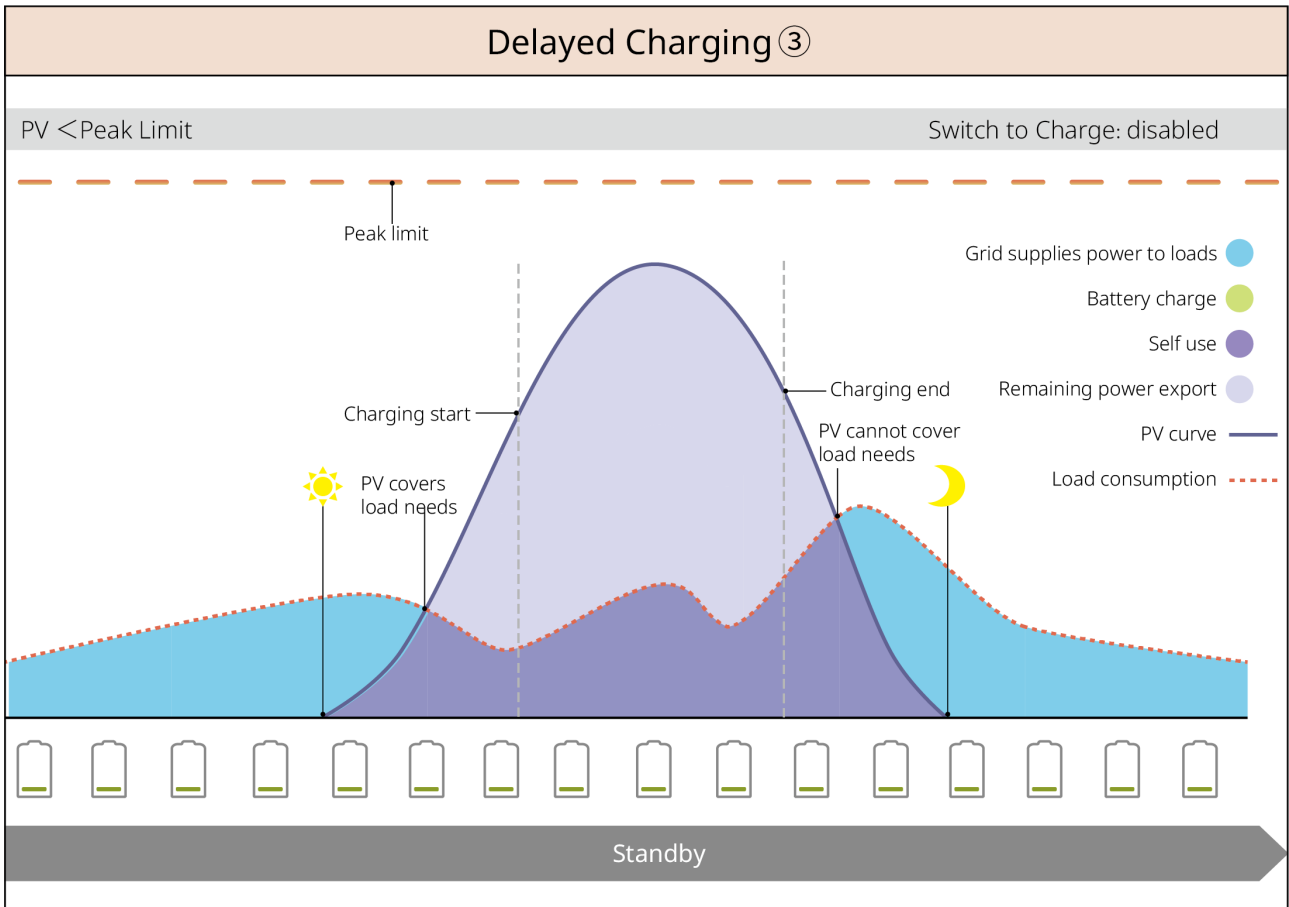 Delayed Charging③
PV <Peak Limit
Switch to Charge: disabled
Peak limit
Grid supplies power to loads
Battery charge
Self use
Remaining power export
PV curve
Load consumption
Charging start
Charging end
PV cannot cover
load needs
PV covers
load needs
Standby